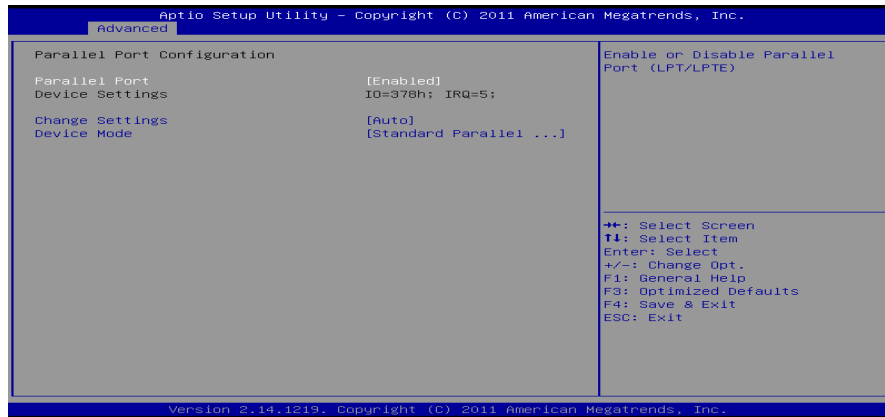 Aptio Setup Utility – Copyright (C) 2011 American Megatrends, Inc.
Advanced
Parallel Port Configuration
Parallel Port [Enabled]
Device Settings IO=378h; IRQ=5;
Change Settings [Auto]
Device Mode [Standard Parallel ...]
Enable or Disable Parallel
Port (LPT/LPTE)
→←: Select Screen
↑↓: Select Item
Enter: Select
+/-: Change Opt.
F1: General Help
F3: Optimized Defaults
F4: Save & Exit
ESC: Exit
Version 2.14.1219. Copyright (C) 2011 American Megatrends, Inc.